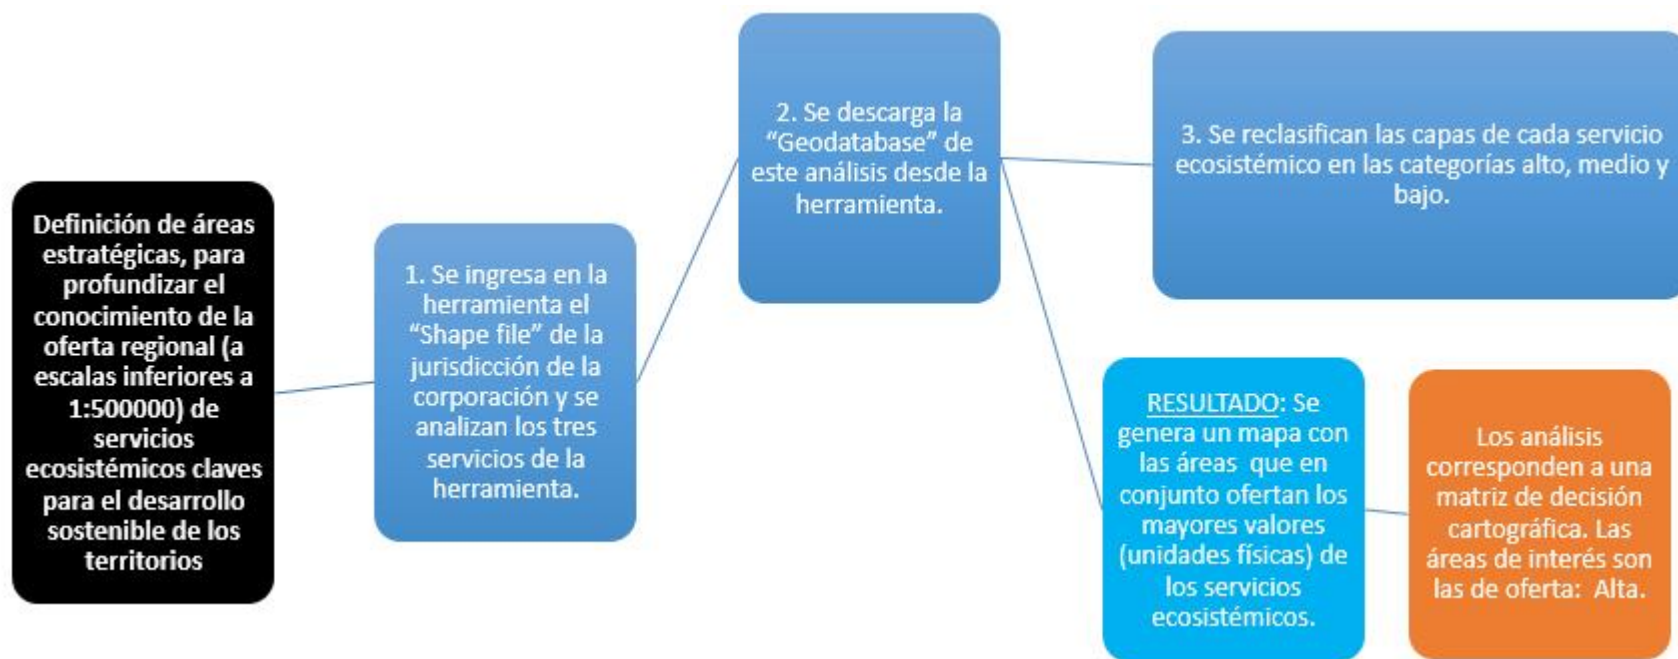 Definición de áreas
estratégicas, para
profundizar el
conocimiento de la
oferta regional (a
escalas inferiores a
1:500000) de
servicios
ecosistémicos claves
para el desarrollo
sostenible de los
territorios
1. Se ingresa en la
herramienta el
“Shape file” de la
jurisdicción de la
corporación y se
analizan los tres
servicios de la
herramienta.
2. Se descarga la
“Geodatabase” de
este análisis desde la
herramienta.
3. Se reclasifican las capas de cada servicio
ecosistémico en las categorías alto, medio y
bajo.
RESULTADO: Se
genera un mapa con
las áreas que en
conjunto ofertan los
mayores valores
(unidades físicas) de
los servicios
ecosistémicos.
Los análisis
corresponden a una
matriz de decisión
cartográfica. Las
áreas de interés son
las de oferta: Alta.